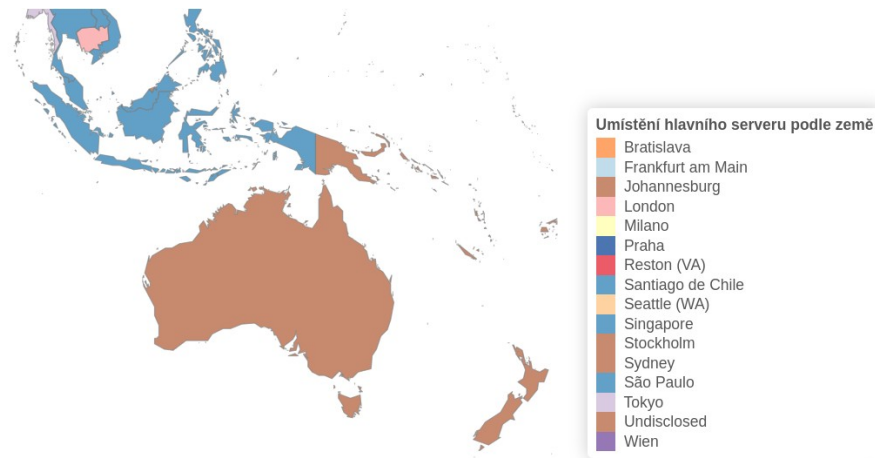 Umístění hlavního serveru podle země
Bratislava
Frankfurt am Main
Johannesburg
London
Milano
Praha
Reston (VA)
Santiago de Chile
Seattle (WA)
Singapore
Stockholm
Sydney
São Paulo
Tokyo
Undisclosed
Wien